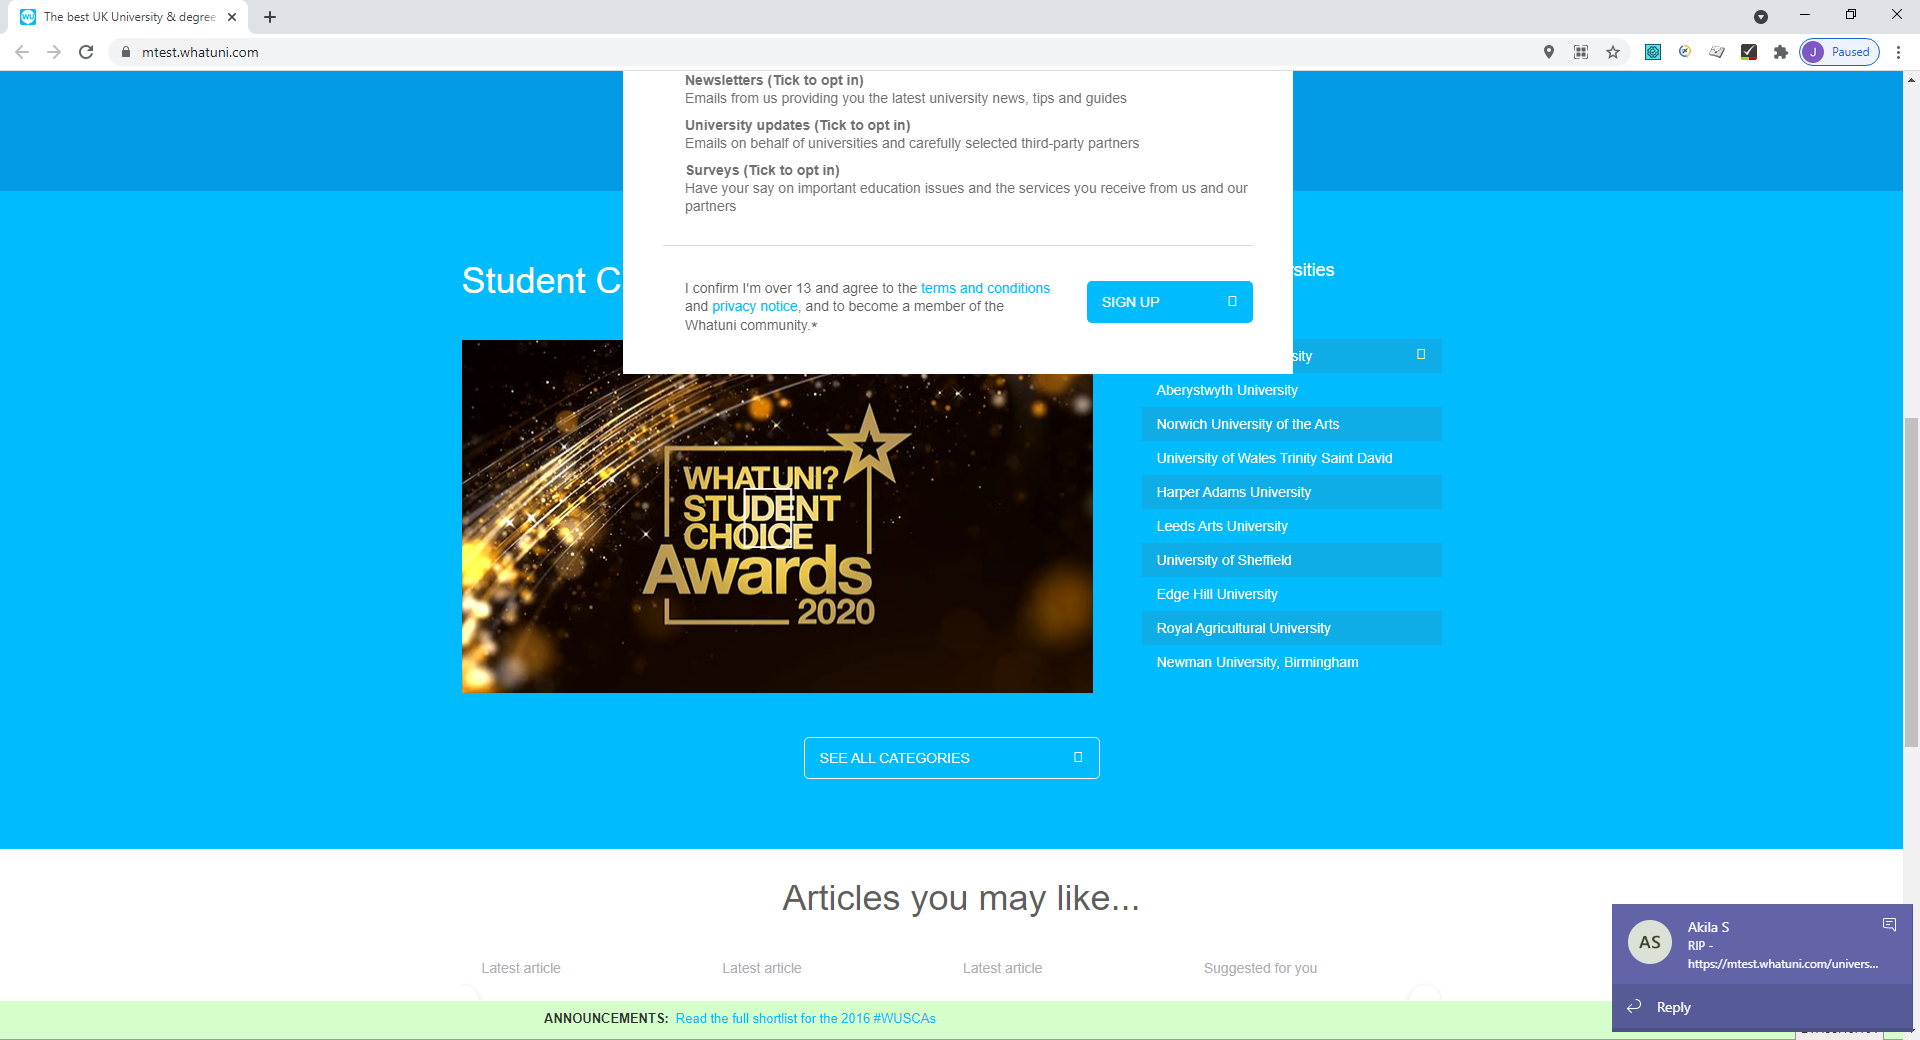 The best UK University & degree
mtest.whatuni.com
J Paused
Newsletters (Tick to opt in)
Emails from us providing you the latest university news, tips and guides
University updates (Tick to opt in)
Emails on behalf of universities and carefully selected third-party partners
Surveys (Tick to opt in)
Have your say on important education issues and the services you receive from us and our
partners
I confirm I'm over 13 and agree to the terms and conditions
and privacy notice, and to become a member of the
Whatuni community.*
SIGN UP
Student C
rsities
sity
Aberystwyth University
Norwich University of the Arts
University of Wales Trinity Saint David
Harper Adams University
Leeds Arts University
University of Sheffield
Edge Hill University
Royal Agricultural University
Newman University, Birmingham
WHATUNI?
STUDENT
CHOICE
Awards
2020
SEE ALL CATEGORIES
Articles you may like...
Latest article
Latest article
Latest article
Suggested for you
ANNOUNCEMENTS: Read the full shortlist for the 2016 #WUSCAs
AS
Akila S
RIP -
https://mtest.whatuni.com/univers...
Reply